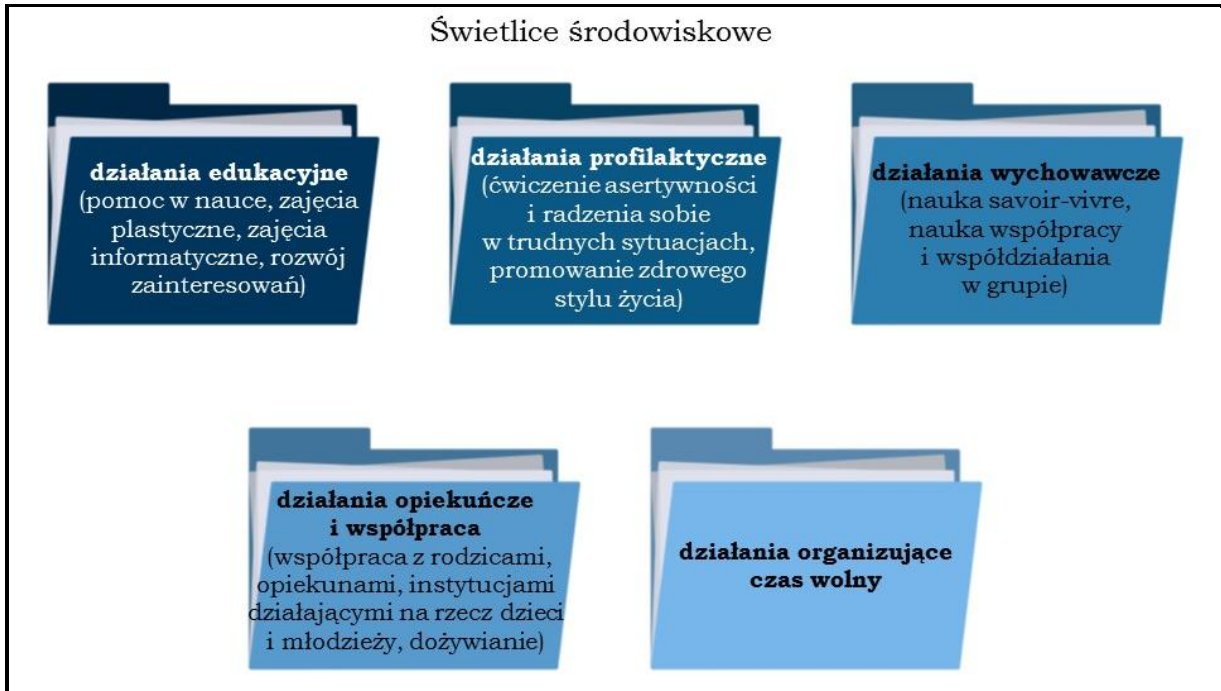 Świetlice środowiskowe
działania edukacyjne
(pomoc w nauce, zajęcia
plastyczne, zajęcia
informatyczne, rozwój
zainteresowań)
działania profilaktyczne
(ćwiczenie asertywności
i radzenia sobie
w trudnych sytuacjach,
promowanie zdrowego
stylu życia)
działania wychowawcze
(nauka savoir-vivre,
nauka współpracy
i współdziałania
w grupie)
działania opiekuńcze
i współpraca
(współpraca z rodzicami,
opiekunami, instytucjami
działającymi na rzecz dzieci
i młodzieży, dożywianie)
działania organizujące
czas wolny